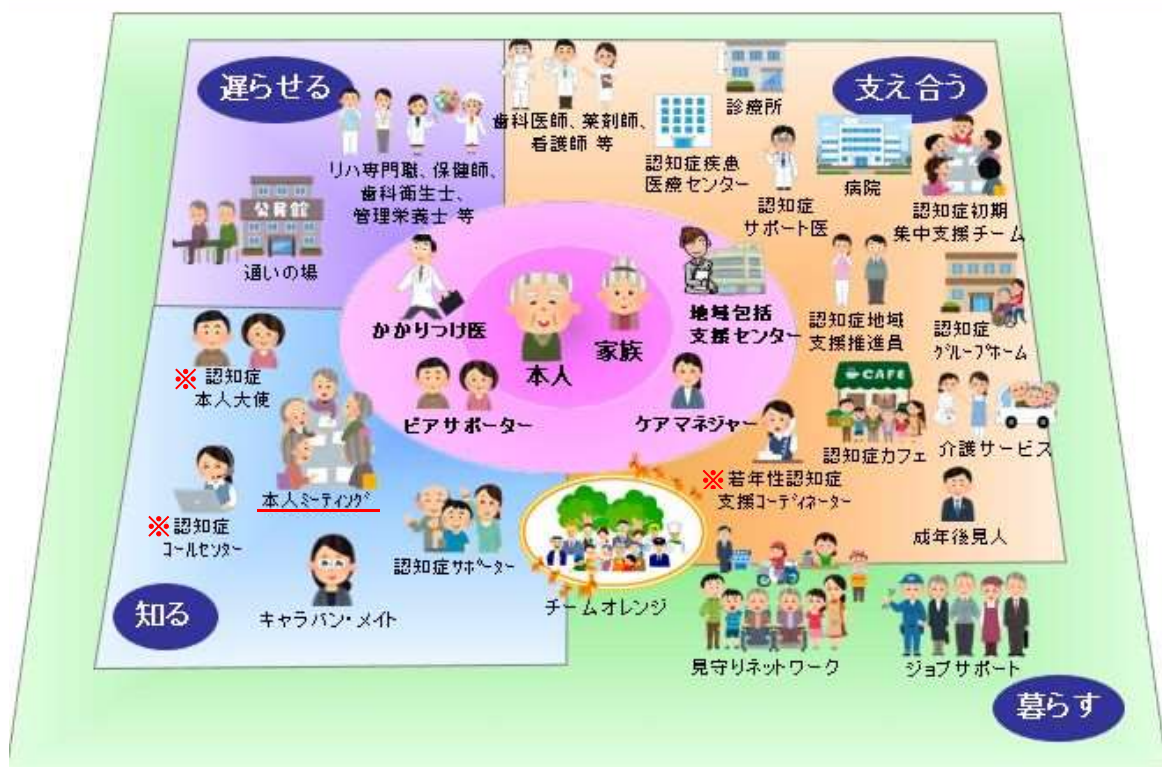 遅らせる
支え合う
診療所
歯科医師、薬剤師、
看護師 等
認知症疾患
医療センター
リハ専門職、保健師、
歯科衛生士、
管理栄養士 等
病院
認知症
サポート医
認知症初期
集中支援チーム
公民館
通いの場
かかりつけ医
本人
家族
地域包括
支援センター
認知症地域
支援推進員
認知症
グループホーム
※ 認知症
本人大使
ピアサポーター
ケアマネジャー
CAFE
認知症カフェ
介護サービス
※ 若年性認知症
支援コーディネーター
本人ミーティング
※ 認知症
コールセンター
成年後見人
認知症サポーター
チームオレンジ
キャラバン・メイト
知る
見守りネットワーク
ジョブサポート
暮らす